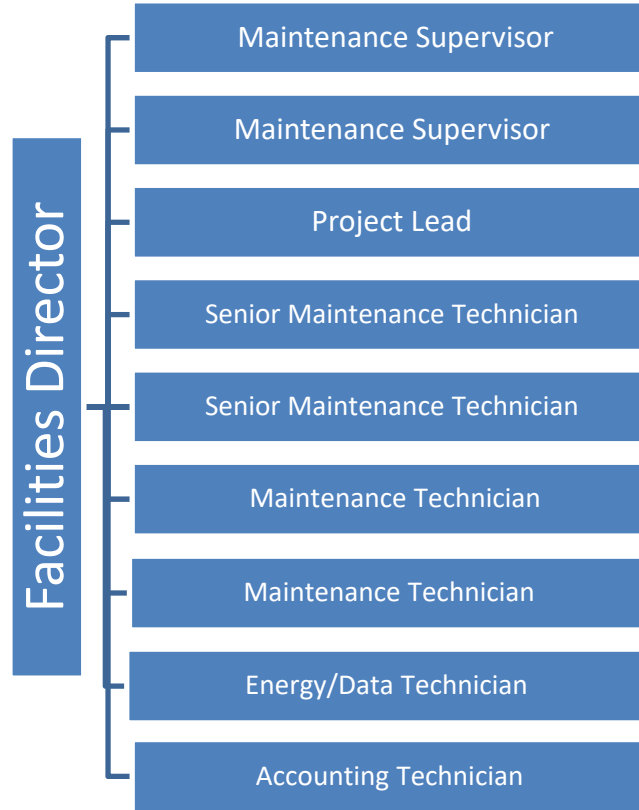 Facilities Director
Maintenance Supervisor
Maintenance Supervisor
Project Lead
Senior Maintenance Technician
Senior Maintenance Technician
Maintenance Technician
Maintenance Technician
Energy/Data Technician
Accounting Technician